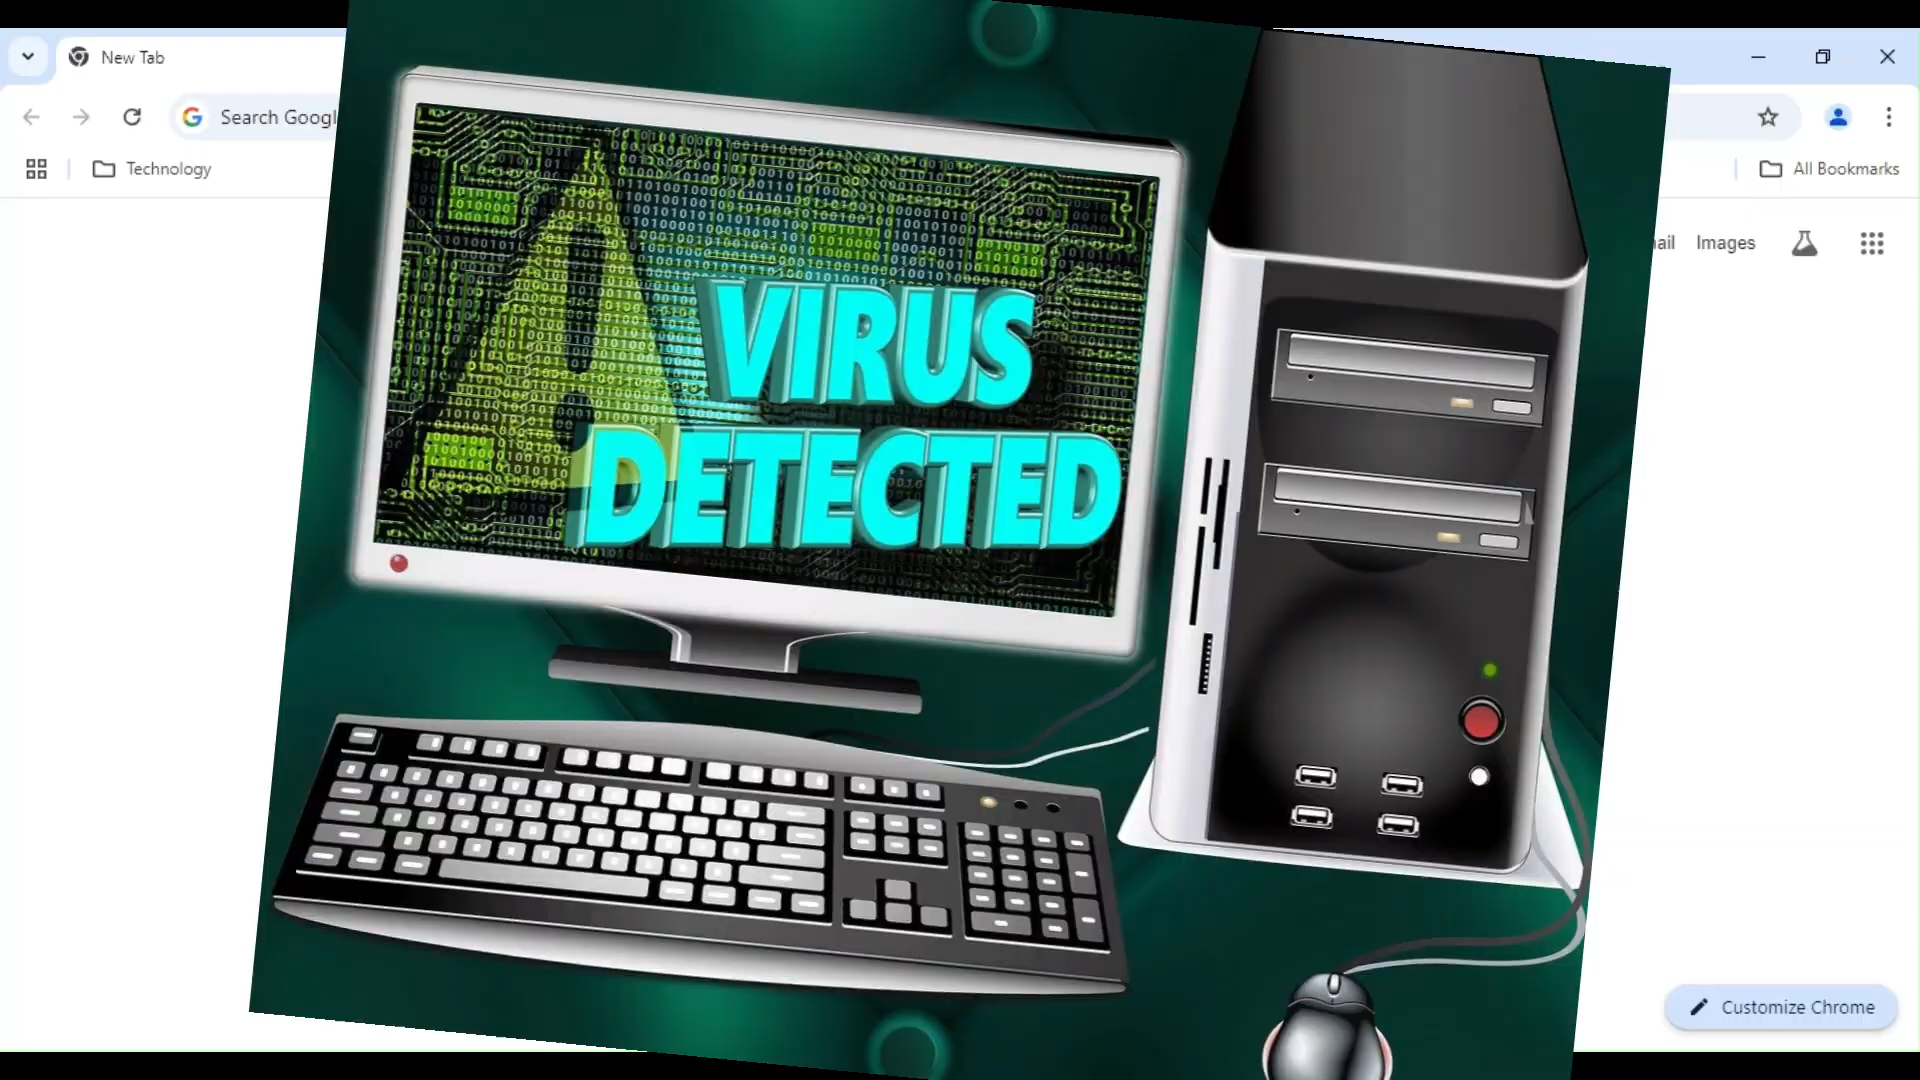 New Tab
Search Googl
Technology
All Bookmarks
ail
Images
VIRUS
DETECTED
Customize Chrome